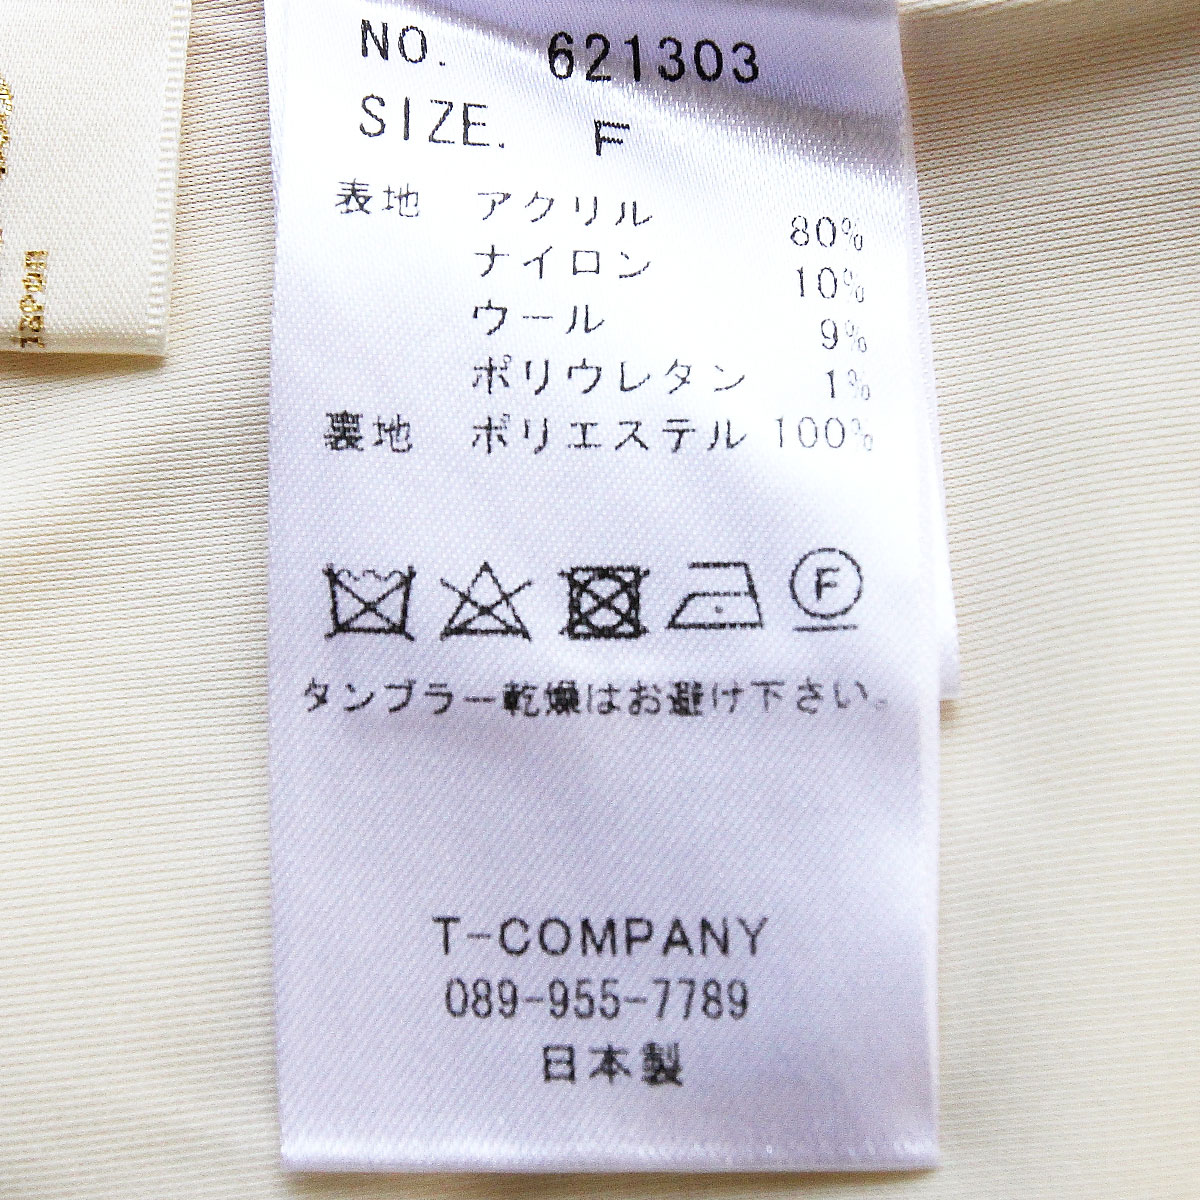 NO. 621303
SIZE. F
表地 アクリル 80%
ナイロン 10%
ウール 9%
ポリウレタン 1%
裏地 ポリエステル 100%
F
タンブラー乾燥はお避け下さい。
T-COMPANY
089-955-7789
日本製
Japan